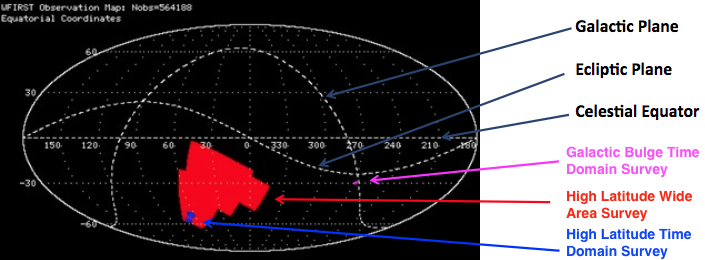 WFIRST Observation Map: Nobs=564188
Equatorial Coordinates
Galactic Plane
60
Ecliptic Plane
30
Celestial Equator
150 120 90 60 30 0 330 300 270 240 210 180
Galactic Bulge Time
Domain Survey
-30
High Latitude Wide
Area Survey
-60
High Latitude Time
Domain Survey